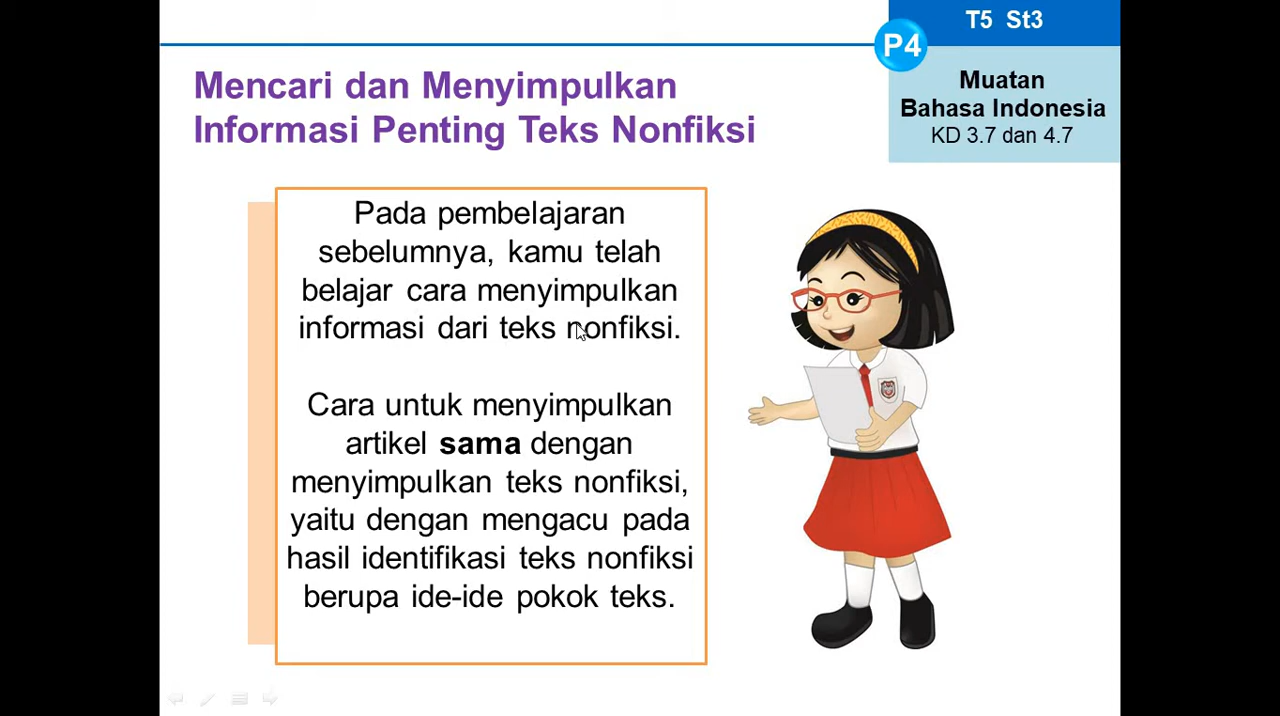 T5 St3
P4
Muatan
Bahasa Indonesia
KD 3.7 dan 4.7
Mencari dan Menyimpulkan
Informasi Penting Teks Nonfiksi
Pada pembelajaran
sebelumnya, kamu telah
belajar cara menyimpulkan
informasi dari teks nonfiksi.
Cara untuk menyimpulkan
artikel sama dengan
menyimpulkan teks nonfiksi,
yaitu dengan mengacu pada
hasil identifikasi teks nonfiksi
berupa ide-ide pokok teks.